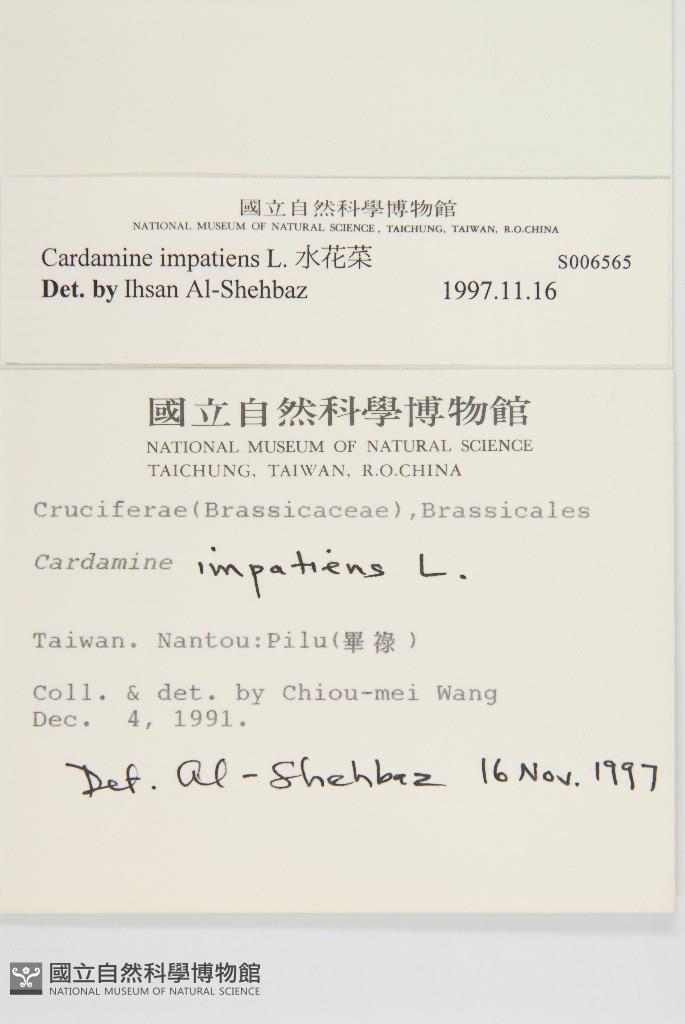 國立自然科學博物館
NATIONAL MUSEUM OF NATURAL SCIENCE, TAICHUNG, TAIWAN, R.O.CHINA
Cardamine impatiens L. 水花菜 S006565
Det. by Ihsan Al-Shehbaz 1997.11.16
國立自然科學博物館
NATIONAL MUSEUM OF NATURAL SCIENCE
TAICHUNG, TAIWAN, R.O.CHINA
Cruciferae(Brassicaceae),Brassicales
Cardamine impatiens L.
Taiwan. Nantou:Pilu(畢祿)
Coll. & det. by Chiou-mei Wang
Dec. 4, 1991.
Det. Al-Shehbaz 16 Nov. 1997
國立自然科學博物館
NATIONAL MUSEUM OF NATURAL SCIENCE